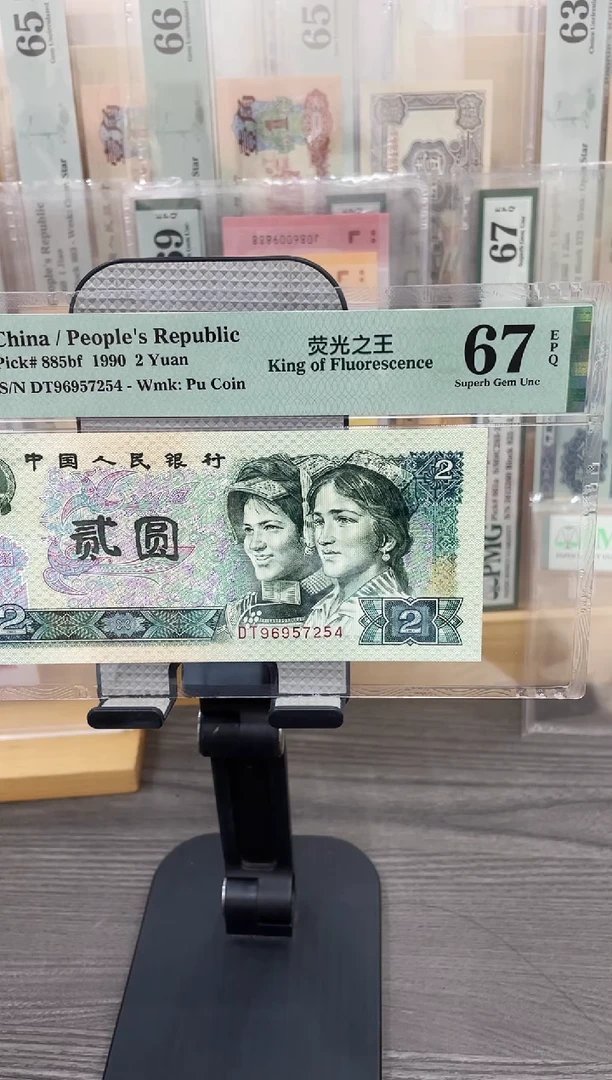 65
66
65
63
69
67
China / People's Republic
Pick# 885bf 1990 2 Yuan
S/N DT96957254 - Wmk: Pu Coin
荧光之王
King of Fluorescence
67
EPQ
Superb Gem Unc
中国人民银行
2
贰圆
DT96957254
2
2
PMG